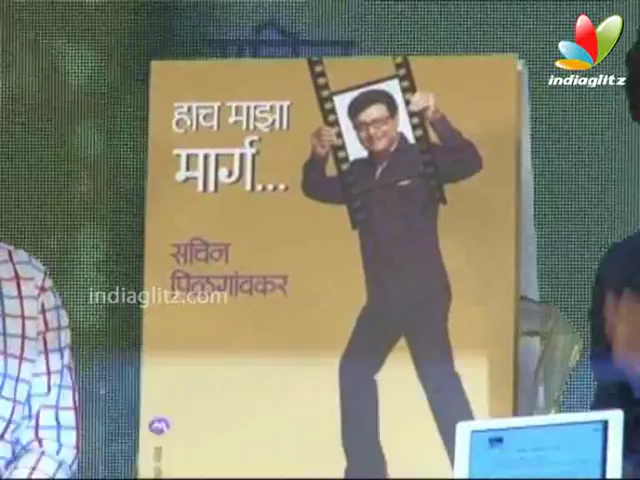 indiaglitz
हाच माझा
मार्ग...
सचिन
पिळगांवकर
indiaglitz.com